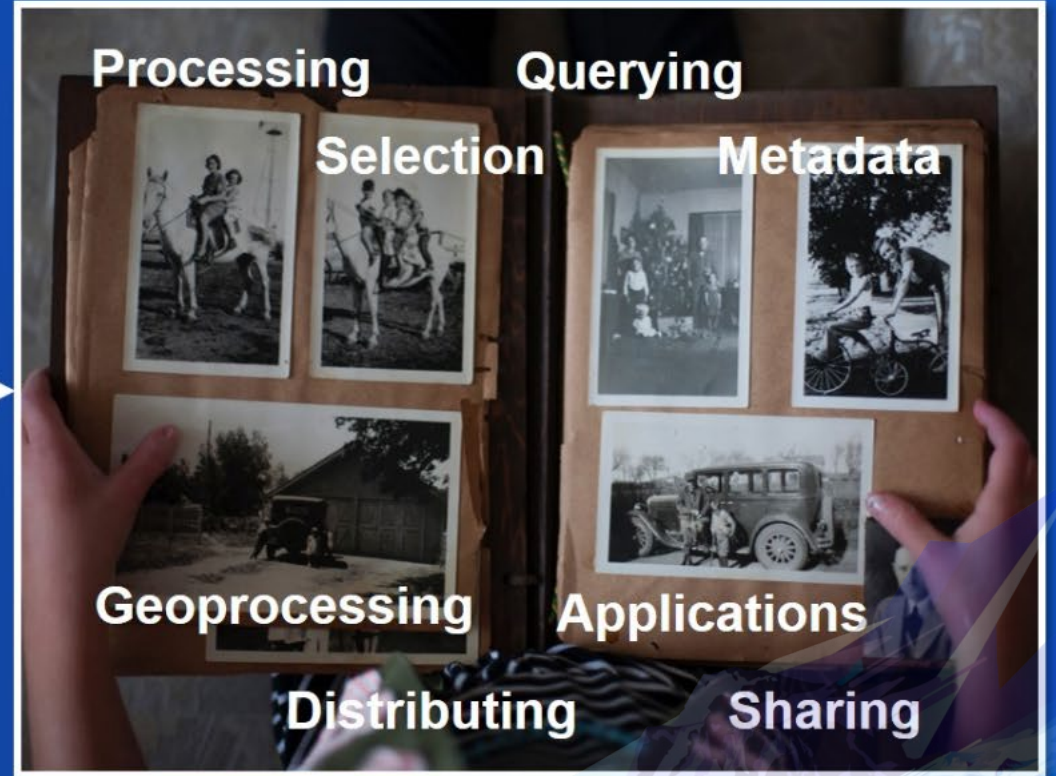 Processing
Querying
Selection
Metadata
Geoprocessing
Applications
Distributing
Sharing